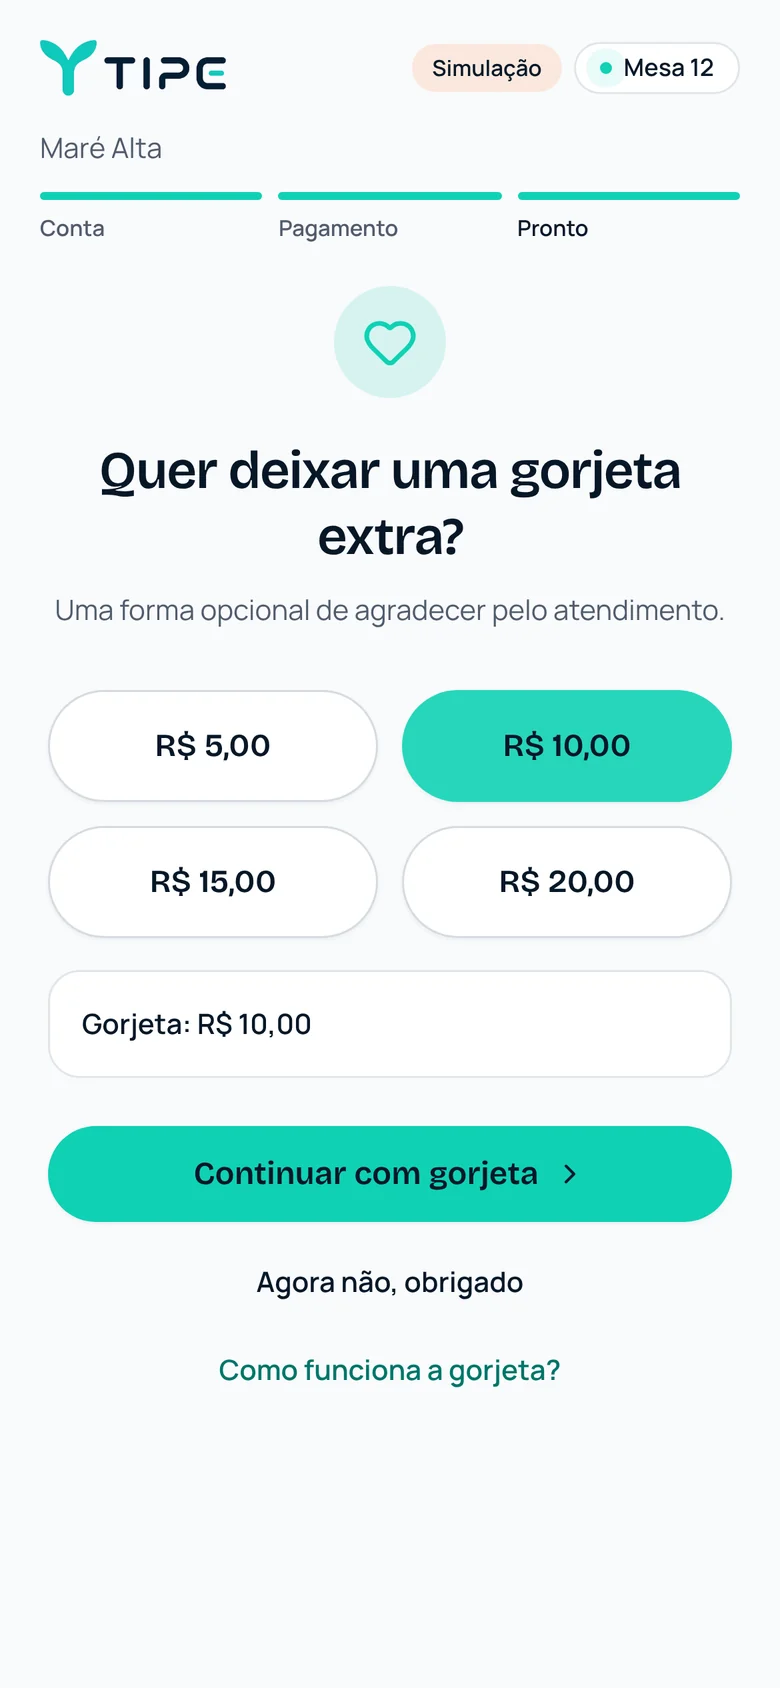 TIPE
Simulação
Mesa 12
Maré Alta
Conta
Pagamento
Pronto
Quer deixar uma gorjeta
extra?
Uma forma opcional de agradecer pelo atendimento.
R$ 5,00
R$ 10,00
R$ 15,00
R$ 20,00
Gorjeta: R$ 10,00
Continuar com gorjeta
Agora não, obrigado
Como funciona a gorjeta?